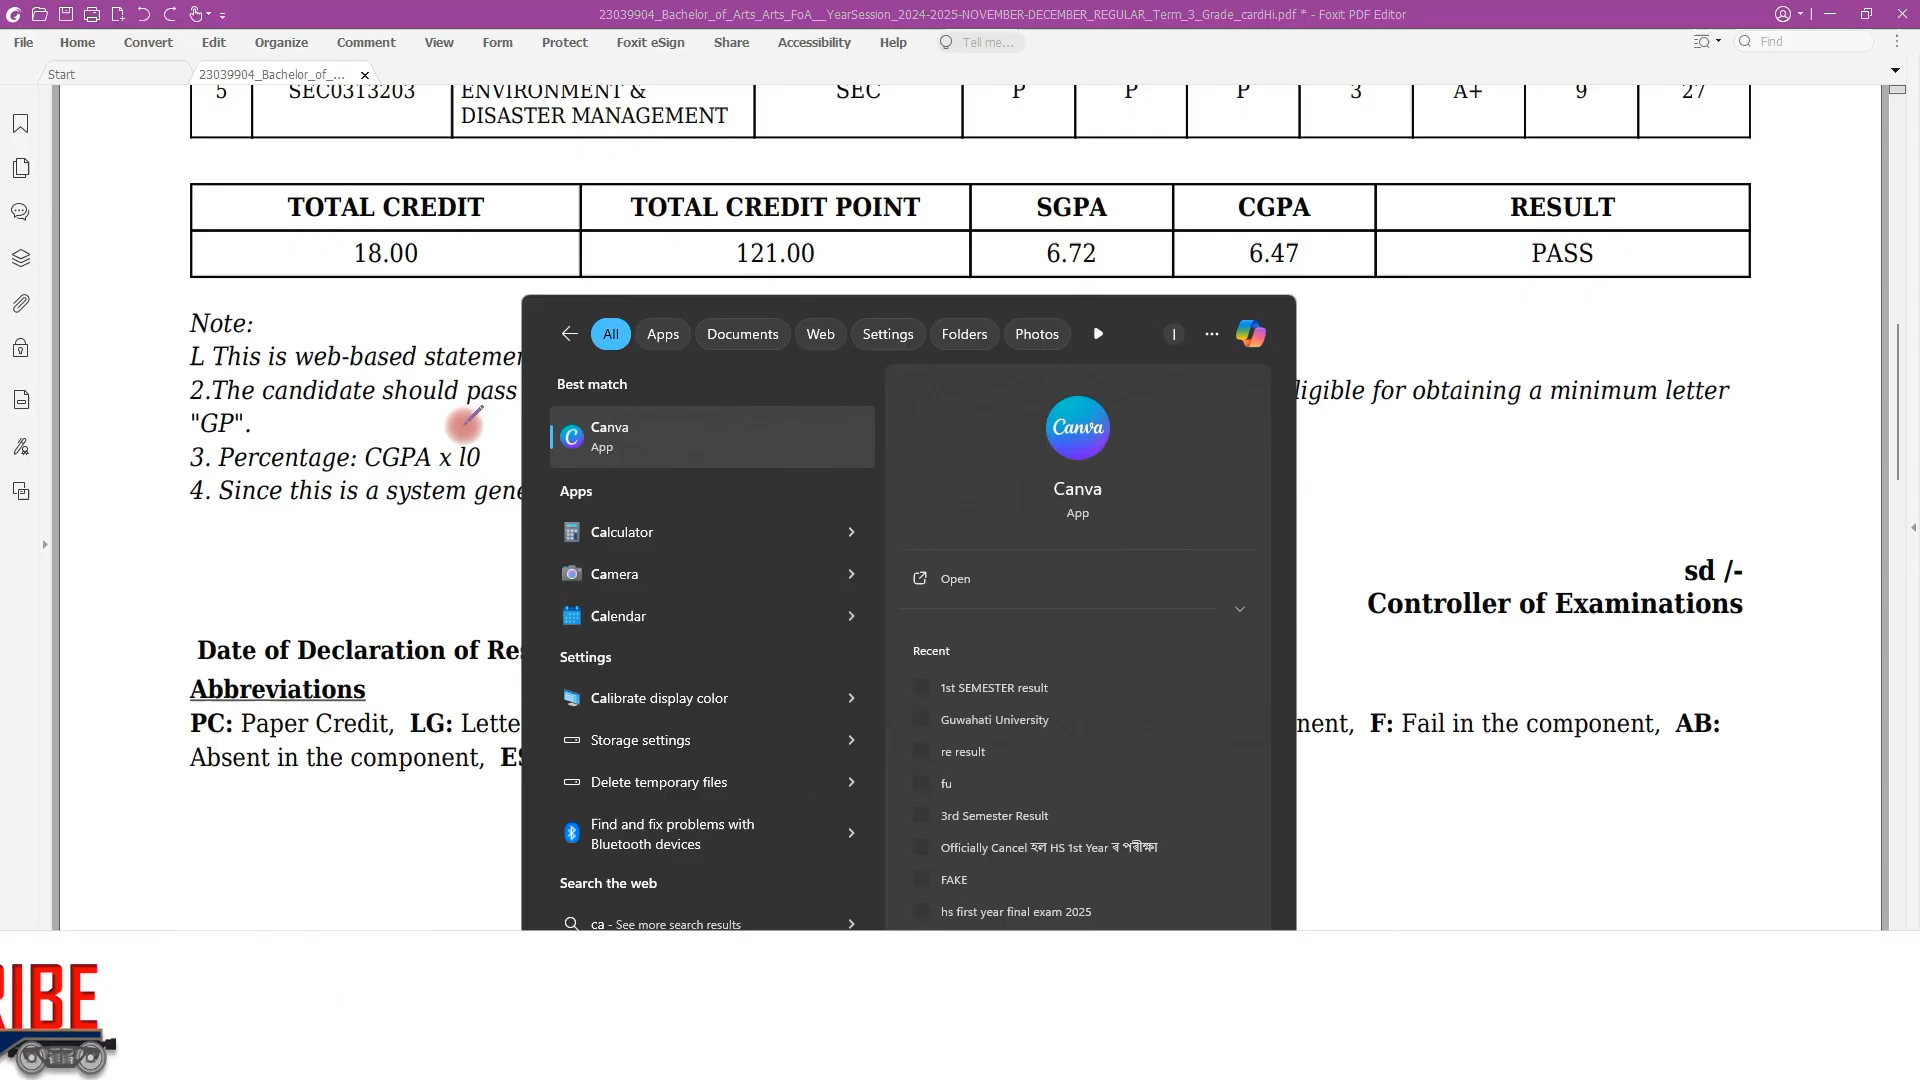 23039904_Bachelor_of_Arts_Arts_FoA__YearSession_2024-2025-NOVEMBER-DECEMBER_REGULAR_Term_3_Grade_cardHi.pdf * - Foxit PDF Editor
File Home Convert Edit Organize Comment View Form Protect Foxit eSign Share Accessibility Help Tell me... Find
Start 23039904_Bachelor_of_...
5 SEC0313203 ENVIRONMENT & SEC P P P 3 A+ 9 27
DISASTER MANAGEMENT
TOTAL CREDIT TOTAL CREDIT POINT SGPA CGPA RESULT
18.00 121.00 6.72 6.47 PASS
Note:
L This is web-based
2.The candidate should pass
for obtaining a minimum letter
"GP".
3. Percentage: CGPA x l0
4. Since this is a system
sd /-
Controller of Examinations
Date of Declaration of
Abbreviations
PC: Paper Credit, LG:
F: Fail in the component, AB:
Absent in the component,
All Apps Documents Web Settings Folders Photos I
Best match
Canva
App
Apps
Calculator
Camera
Calendar
Settings
Calibrate display color
Storage settings
Delete temporary files
Find and fix problems with
Bluetooth devices
Search the web
ca - See more search results
Canva
Canva
App
Open
Recent
1st SEMESTER result
Guwahati University
re result
fu
3rd Semester Result
Officially Cancel হল HS 1st Year ৰ পৰীক্ষা
FAKE
hs first year final exam 2025
RIBE